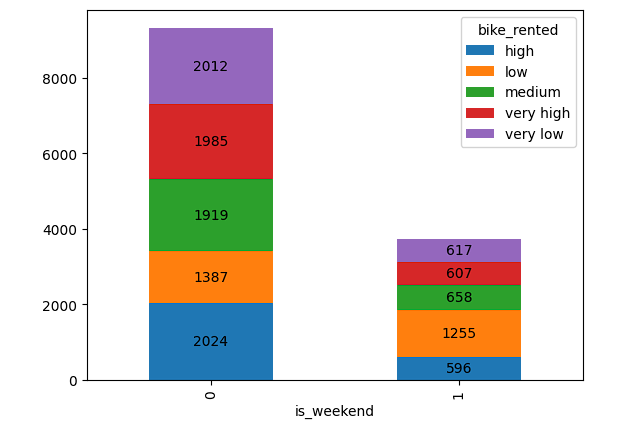 bike_rented
high
low
medium
very high
very low
8000
6000
4000
2000
0
2012
1985
1919
1387
2024
617
607
658
1255
596
0
1
is_weekend